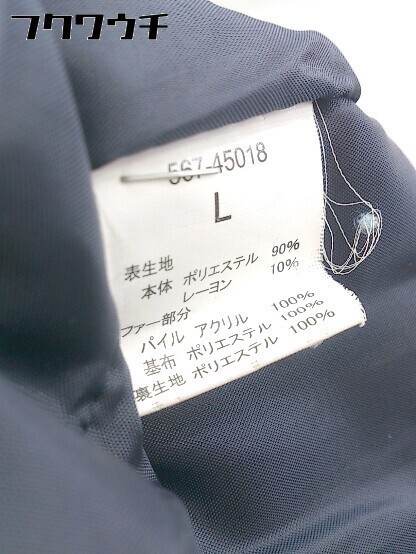 フクワウチ
567-45018
L
表生地
本体 ポリエステル 90%
レーヨン 10%
ファー部分
パイル アクリル 100%
基布 ポリエステル 100%
裏生地 ポリエステル 100%